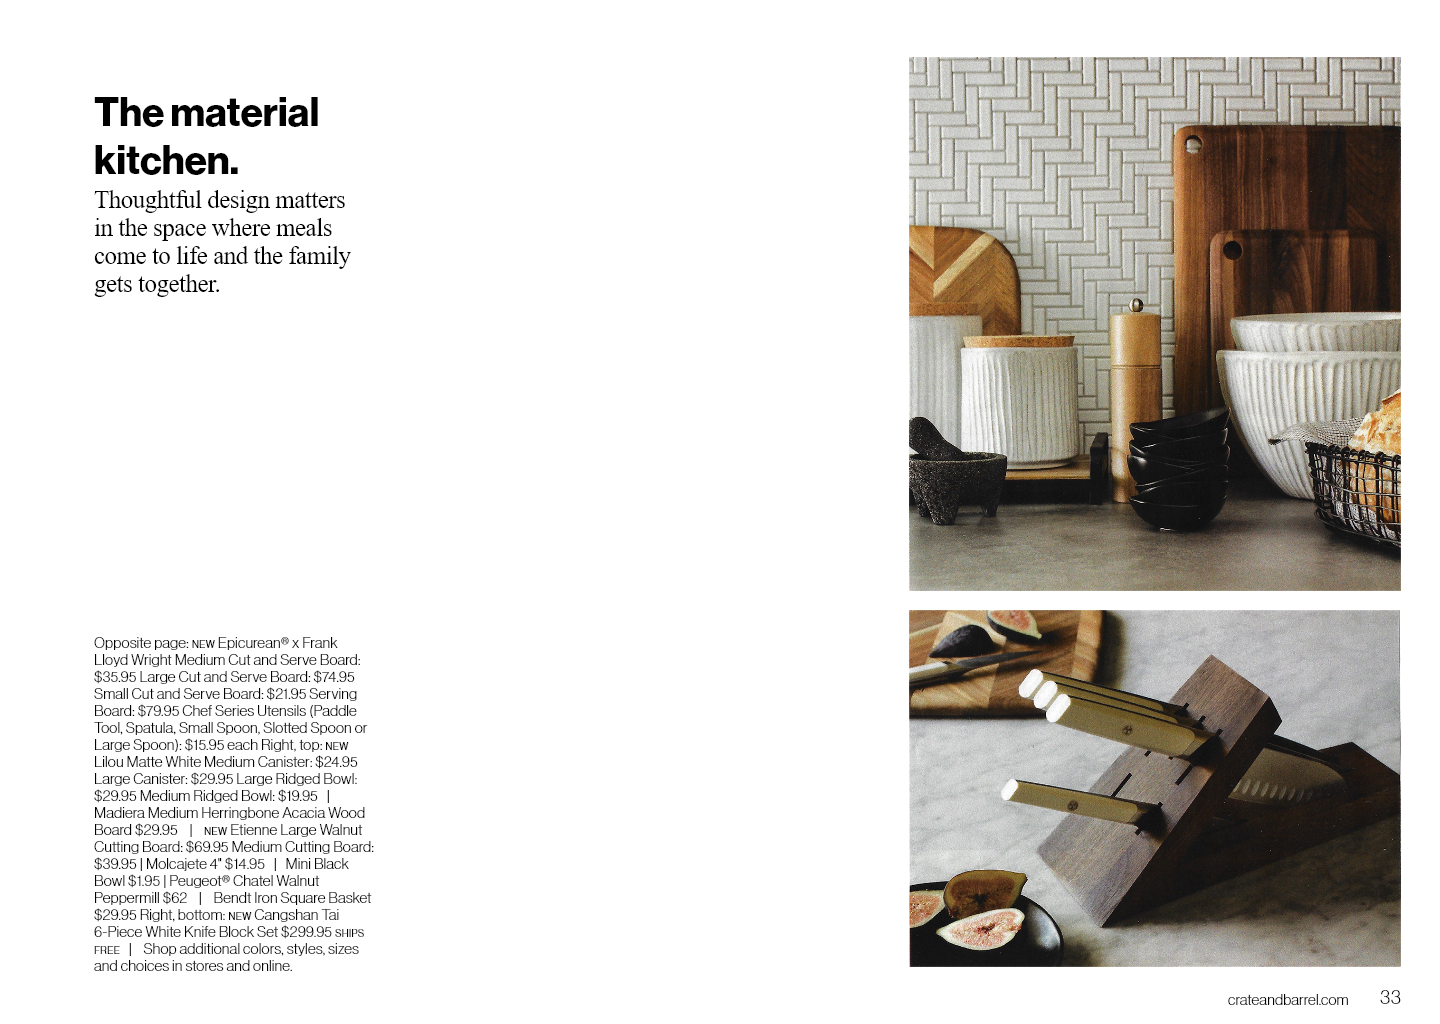 The material
kitchen.
Thoughtful design matters
in the space where meals
come to life and the family
gets together.
Opposite page: NEW Epicurean® x Frank
Lloyd Wright Medium Cut and Serve Board:
$35.95 Large Cut and Serve Board: $74.95
Small Cut and Serve Board: $21.95 Serving
Board: $79.95 Chef Series Utensils (Paddle
Tool, Spatula, Small Spoon, Slotted Spoon or
Large Spoon): $15.95 each Right, top: NEW
Lilou Matte White Medium Canister: $24.95
Large Canister: $29.95 Large Ridged Bowl:
$29.95 Medium Ridged Bowl: $19.95 |
Madiera Medium Herringbone Acacia Wood
Board $29.95 | NEW Etienne Large Walnut
Cutting Board: $69.95 Medium Cutting Board:
$39.95 | Molcajete 4" $14.95 | Mini Black
Bowl $1.95 | Peugeot® Chatel Walnut
Peppermill $62 | Bendt Iron Square Basket
$29.95 Right, bottom: NEW Cangshan Tai
6-Piece White Knife Block Set $299.95 SHIPS
FREE | Shop additional colors, styles, sizes
and choices in stores and online.
crateandbarrel.com 33